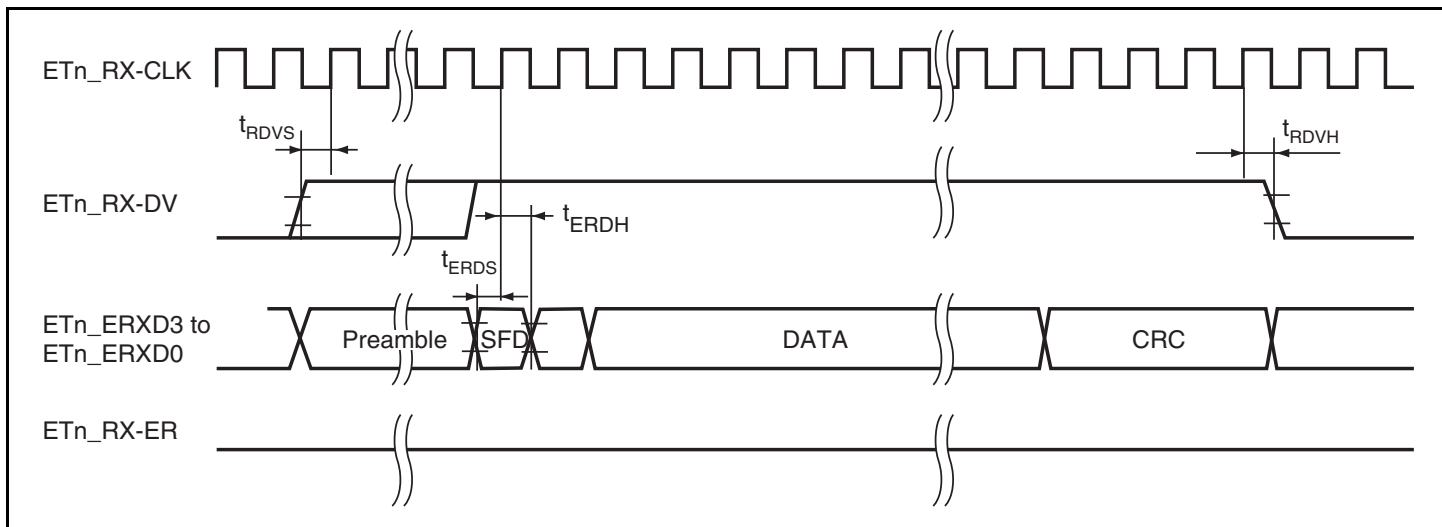 ETn_RX-CLK
tRDVS
tRDVH
ETn_RX-DV
tERDH
tERDS
ETn_ERXD3 to
ETn_ERXD0
Preamble
SFD
DATA
CRC
ETn_RX-ER